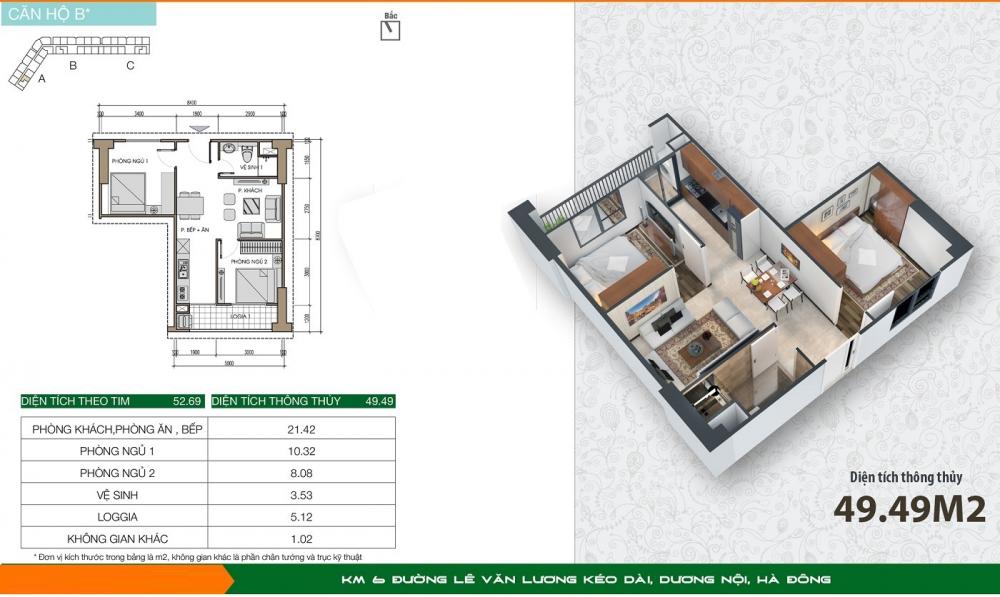 CĂN HỘ B*
Bắc
A
B
C
8400
3400
1800
2900
PHÒNG NGỦ 1
VỆ SINH 1
P. KHÁCH
P. BẾP + ĂN
PHÒNG NGỦ 2
LOGIA 1
1900
3000
5900
DIỆN TÍCH THEO TIM 52.69 DIỆN TÍCH THÔNG THỦY 49.49
PHÒNG KHÁCH,PHÒNG ĂN , BẾP 21.42
PHÒNG NGỦ 1 10.32
PHÒNG NGỦ 2 8.08
VỆ SINH 3.53
LOGGIA 5.12
KHÔNG GIAN KHÁC 1.02
* Đơn vị kích thước trong bảng là m2, không gian khác là phần chân tường và trục kỹ thuật
Diện tích thông thủy
49.49M2
KM 6 ĐƯỜNG LÊ VĂN LƯƠNG KÉO DÀI, DƯƠNG NỘI, HÀ ĐÔNG